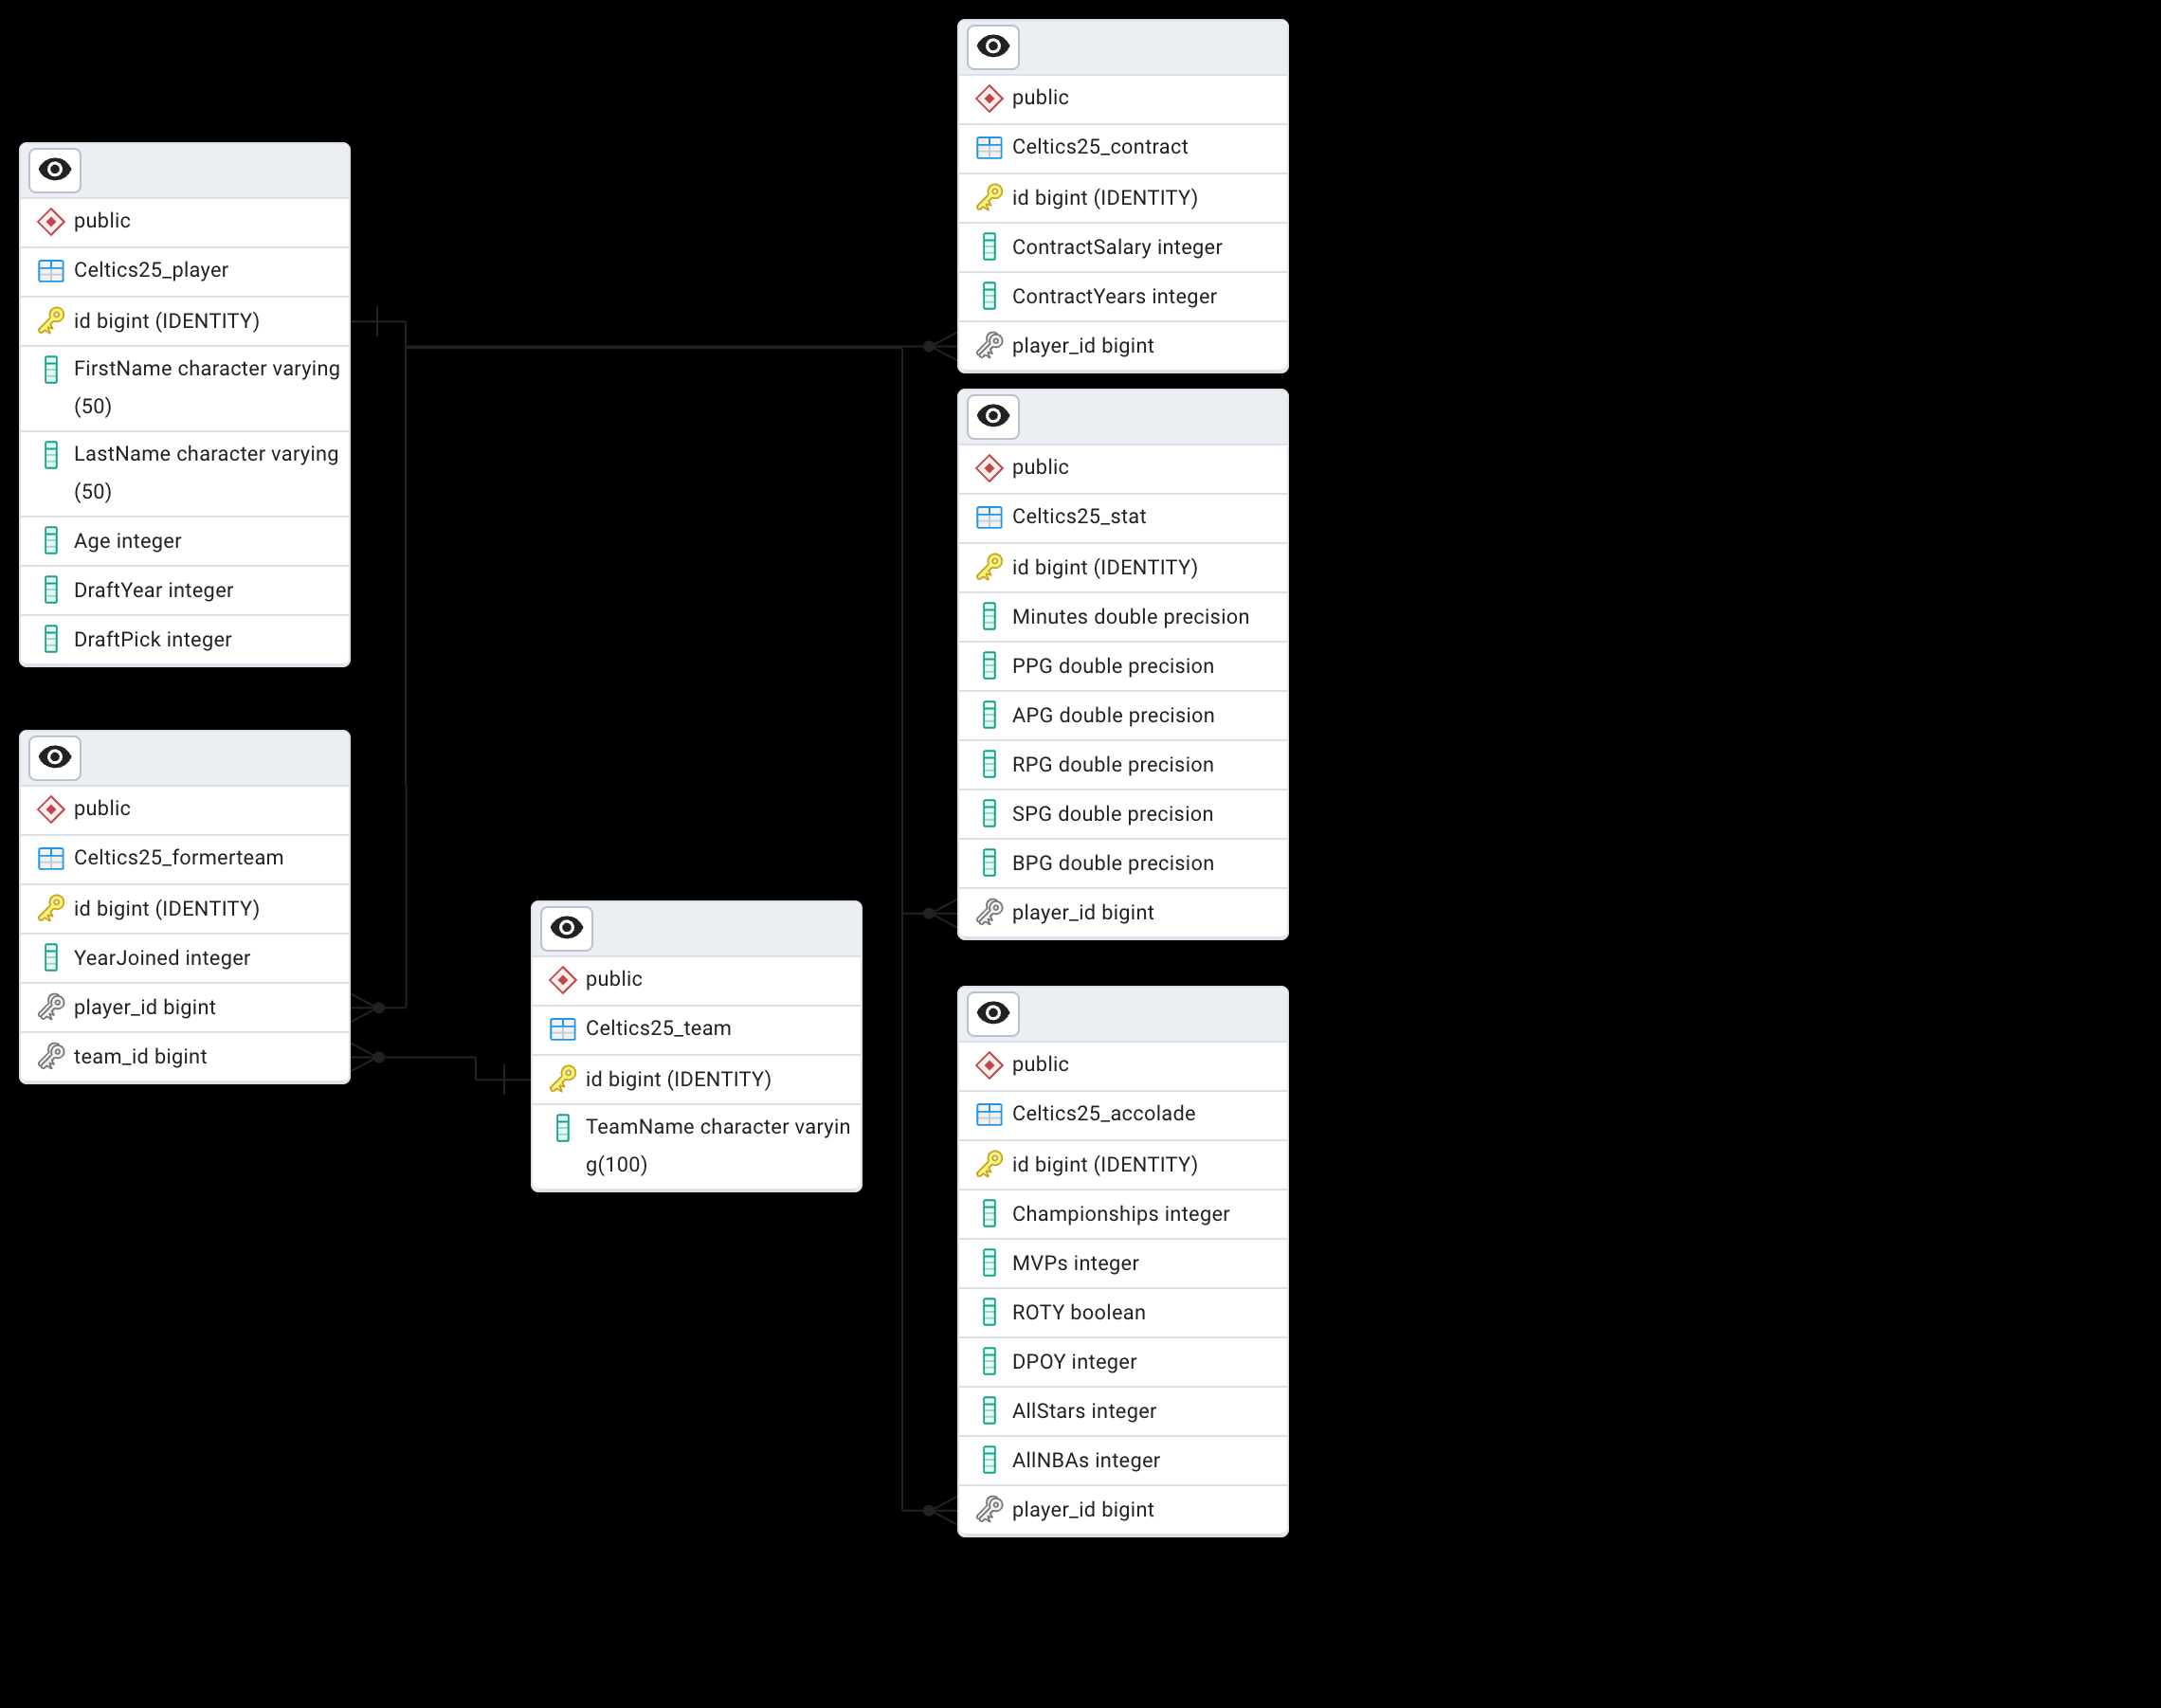 public
Celtics25_player
id bigint (IDENTITY)
FirstName character varying
(50)
LastName character varying
(50)
Age integer
DraftYear integer
DraftPick integer
public
Celtics25_formerteam
id bigint (IDENTITY)
YearJoined integer
player_id bigint
team_id bigint
public
Celtics25_team
id bigint (IDENTITY)
TeamName character varyin
g(100)
public
Celtics25_contract
id bigint (IDENTITY)
ContractSalary integer
ContractYears integer
player_id bigint
public
Celtics25_stat
id bigint (IDENTITY)
Minutes double precision
PPG double precision
APG double precision
RPG double precision
SPG double precision
BPG double precision
player_id bigint
public
Celtics25_accolade
id bigint (IDENTITY)
Championships integer
MVPs integer
ROTY boolean
DPOY integer
AllStars integer
AllNBAs integer
player_id bigint